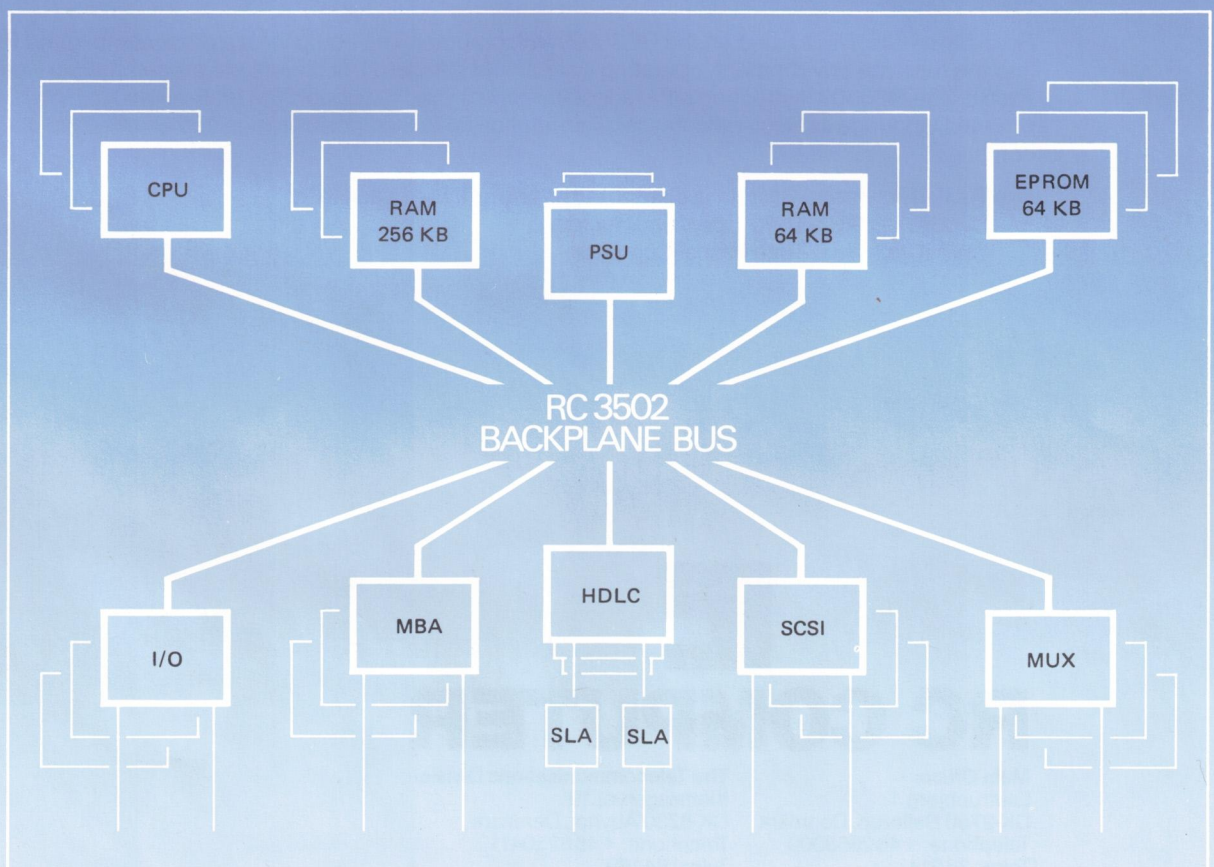 CPU
RAM
256 KB
PSU
RAM
64 KB
EPROM
64 KB
RC 3502
BACKPLANE BUS
I/O
MBA
HDLC
SCSI
MUX
SLA
SLA